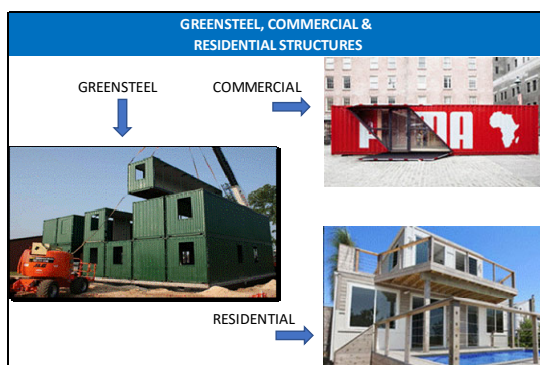 GREENSTEEL, COMMERCIAL &
RESIDENTIAL STRUCTURES
GREENSTEEL
COMMERCIAL
RESIDENTIAL